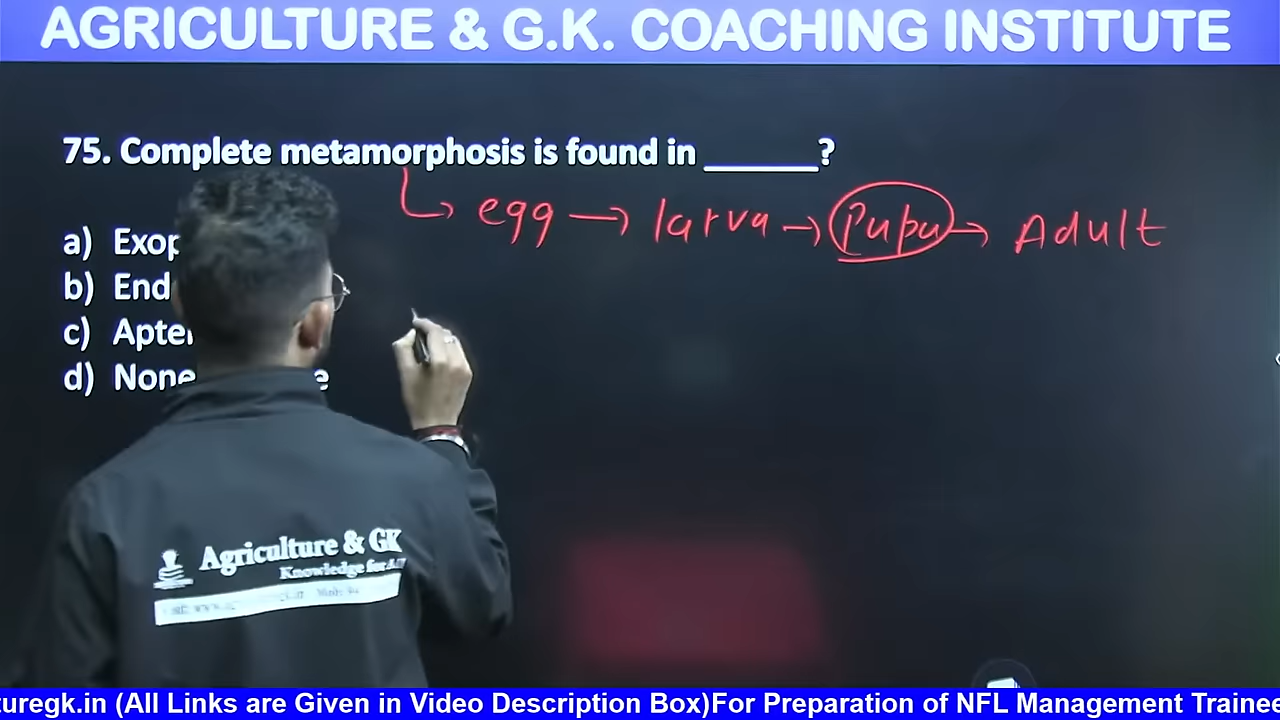 AGRICULTURE & G.K. COACHING INSTITUTE
75. Complete metamorphosis is found in ______?
egg → larva → Pupa → Adult
a) Exop
b) End
c) Apte
d) None e
Agriculture & GK
Knowledge for
turegk.in (All Links are Given in Video Description Box)For Preparation of NFL Management Trainee